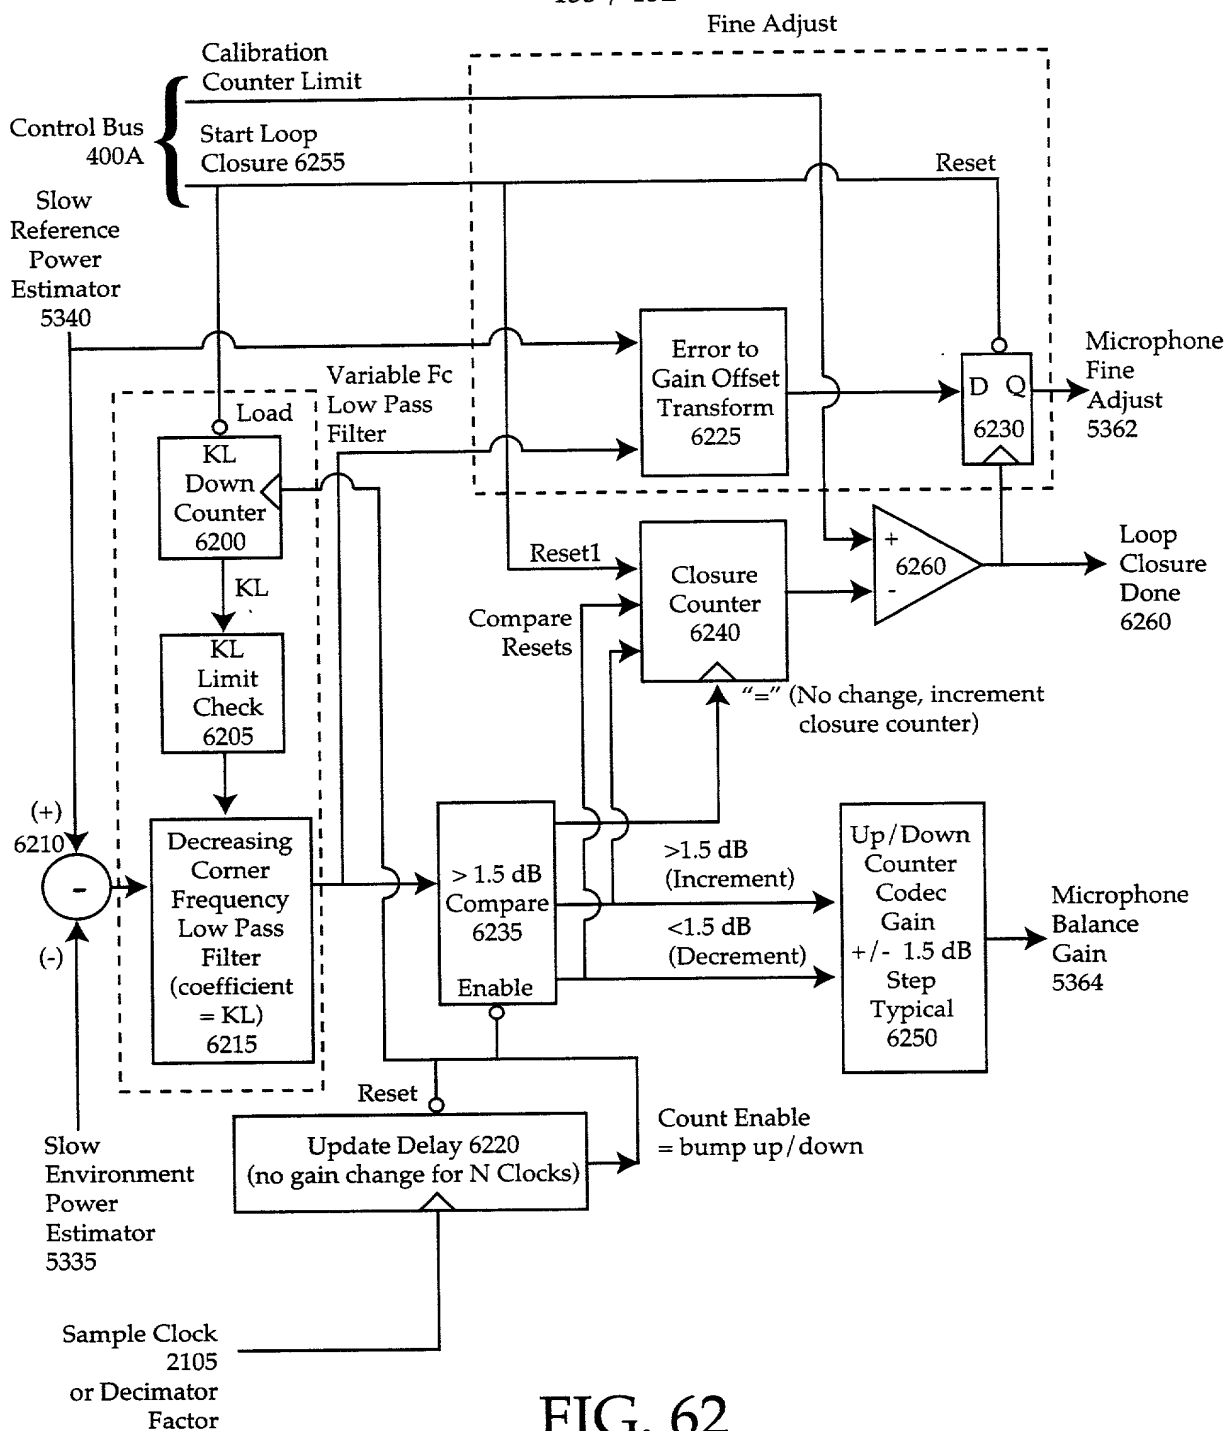 Fine Adjust
Calibration
Counter Limit
Control Bus
400A
Start Loop
Closure 6255
Reset
Slow
Reference
Power
Estimator
5340
Error to
Gain Offset
Transform
6225
D Q
6230
Microphone
Fine
Adjust
5362
Variable Fc
Low Pass
Filter
Load
KL
Down
Counter
6200
KL
KL
Limit
Check
6205
Reset1
Compare
Resets
Closure
Counter
6240
+
6260
-
Loop
Closure
Done
6260
"=" (No change, increment
closure counter)
(+)
6210
-
(-)
Decreasing
Corner
Frequency
Low Pass
Filter
(coefficient
= KL)
6215
> 1.5 dB
Compare
6235
Enable
>1.5 dB
(Increment)
<1.5 dB
(Decrement)
Up/Down
Counter
Codec
Gain
+/- 1.5 dB
Step
Typical
6250
Microphone
Balance
Gain
5364
Reset
Update Delay 6220
(no gain change for N Clocks)
Count Enable
= bump up/down
Slow
Environment
Power
Estimator
5335
Sample Clock
2105
or Decimator
Factor
FIG. 62